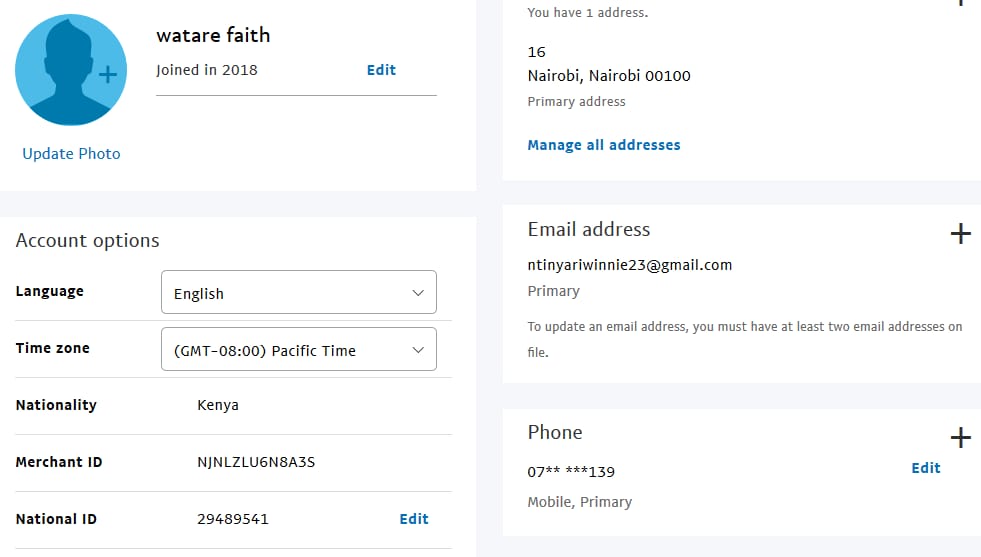 watare faith
Joined in 2018
Edit
Update Photo
Account options
Language
English
Time zone
(GMT-08:00) Pacific Time
Nationality
Kenya
Merchant ID
NJNLZLU6N8A3S
National ID
29489541
Edit
You have 1 address.
16
Nairobi, Nairobi 00100
Primary address
Manage all addresses
Email address
ntinyariwinnie23@gmail.com
Primary
To update an email address, you must have at least two email addresses on
file.
Phone
07** ***139
Edit
Mobile, Primary